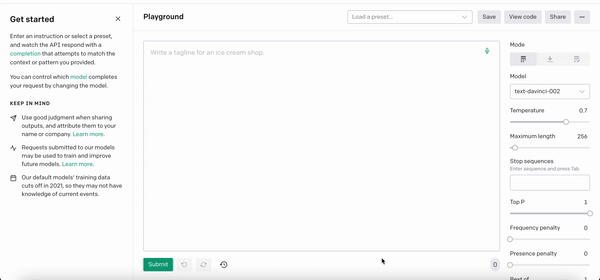 Get started
Enter an instruction or select a preset,
and watch the API respond with a
completion that attempts to match the
context or pattern you provided.
You can control which model completes
your request by changing the model.
KEEP IN MIND
Use good judgment when sharing
outputs, and attribute them to your
name or company. Learn more.
Requests submitted to our models
may be used to train and improve
future models. Learn more.
Our default models' training data
cuts off in 2021, so they may not have
knowledge of current events.
Playground
Load a preset...
Save
View code
Share
Write a tagline for an ice cream shop.
Submit
0
Mode
Model
text-davinci-002
Temperature 0.7
Maximum length 256
Stop sequences
Enter sequence and press Tab
Top P 1
Frequency penalty 0
Presence penalty 0
Best of 1